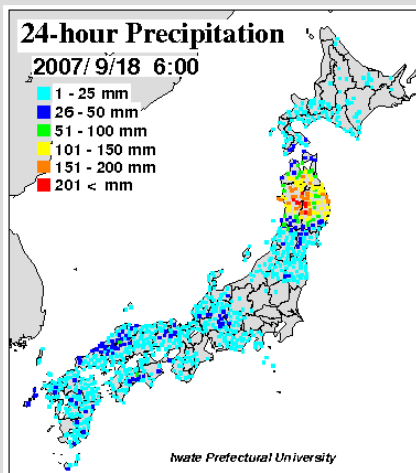 24-hour Precipitation
2007/ 9/18 6:00
1 - 25 mm
26 - 50 mm
51 - 100 mm
101 - 150 mm
151 - 200 mm
201 < mm
Iwate Prefectural University